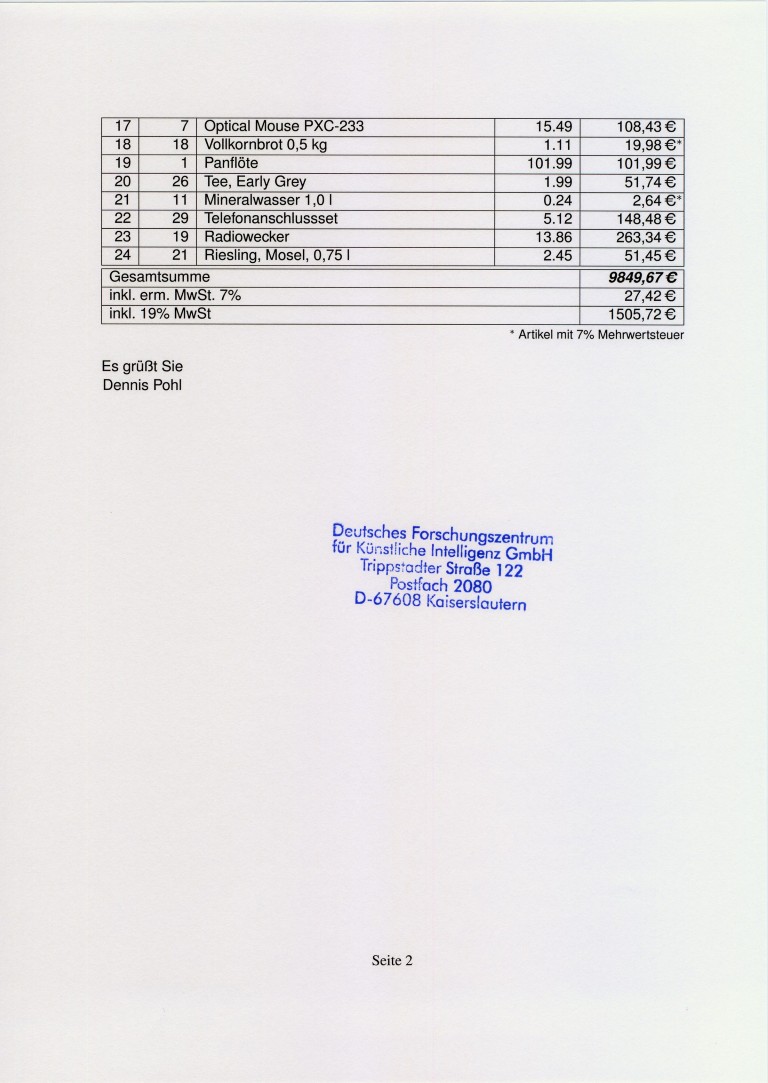 17 7 Optical Mouse PXC-233 15.49 108,43 €
18 18 Vollkornbrot 0,5 kg 1.11 19,98 €*
19 1 Panflöte 101.99 101,99 €
20 26 Tee, Early Grey 1.99 51,74 €
21 11 Mineralwasser 1,0 l 0.24 2,64 €*
22 29 Telefonanschlussset 5.12 148,48 €
23 19 Radiowecker 13.86 263,34 €
24 21 Riesling, Mosel, 0,75 l 2.45 51,45 €
Gesamtsumme 9849,67 €
inkl. erm. MwSt. 7% 27,42 €
inkl. 19% MwSt 1505,72 €
* Artikel mit 7% Mehrwertsteuer
Es grüßt Sie
Dennis Pohl
Deutsches Forschungszentrum
für Künstliche Intelligenz GmbH
Trippstadter Straße 122
Postfach 2080
D-67608 Kaiserslautern
Seite 2